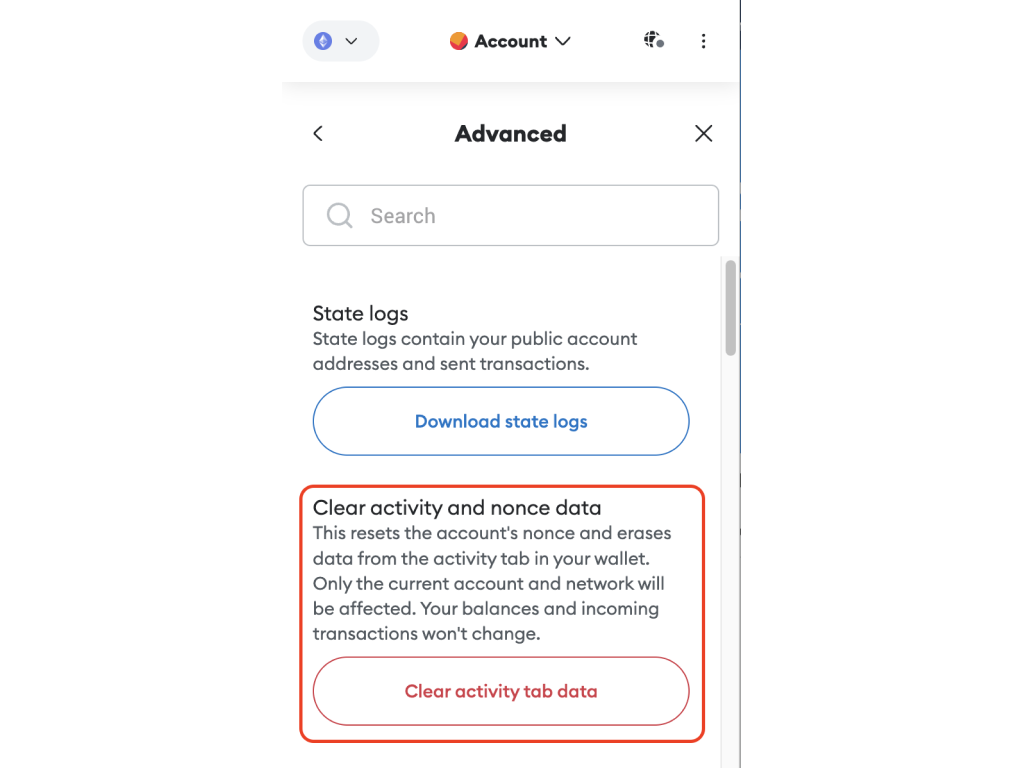 Account
Advanced
Search
State logs
State logs contain your public account
addresses and sent transactions.
Download state logs
Clear activity and nonce data
This resets the account's nonce and erases
data from the activity tab in your wallet.
Only the current account and network will
be affected. Your balances and incoming
transactions won't change.
Clear activity tab data